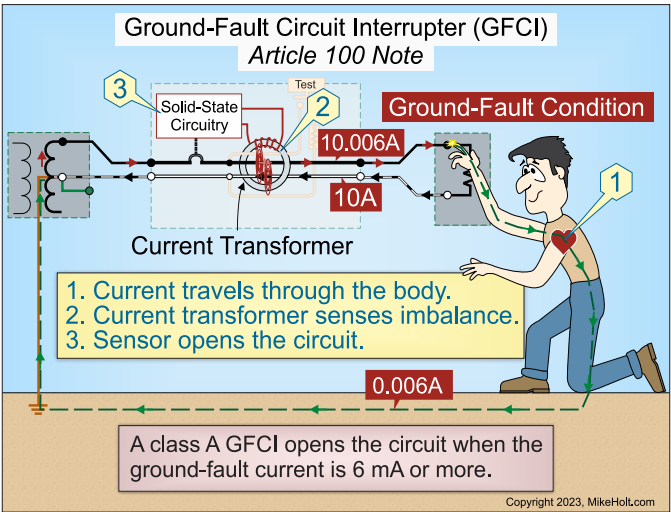 Ground-Fault Circuit Interrupter (GFCI)
Article 100 Note
3
Solid-State
Circuitry
Test
2
Ground-Fault Condition
10.006A
10A
1
Current Transformer
1. Current travels through the body.
2. Current transformer senses imbalance.
3. Sensor opens the circuit.
0.006A
A class A GFCI opens the circuit when the
ground-fault current is 6 mA or more.
Copyright 2023, MikeHolt.com